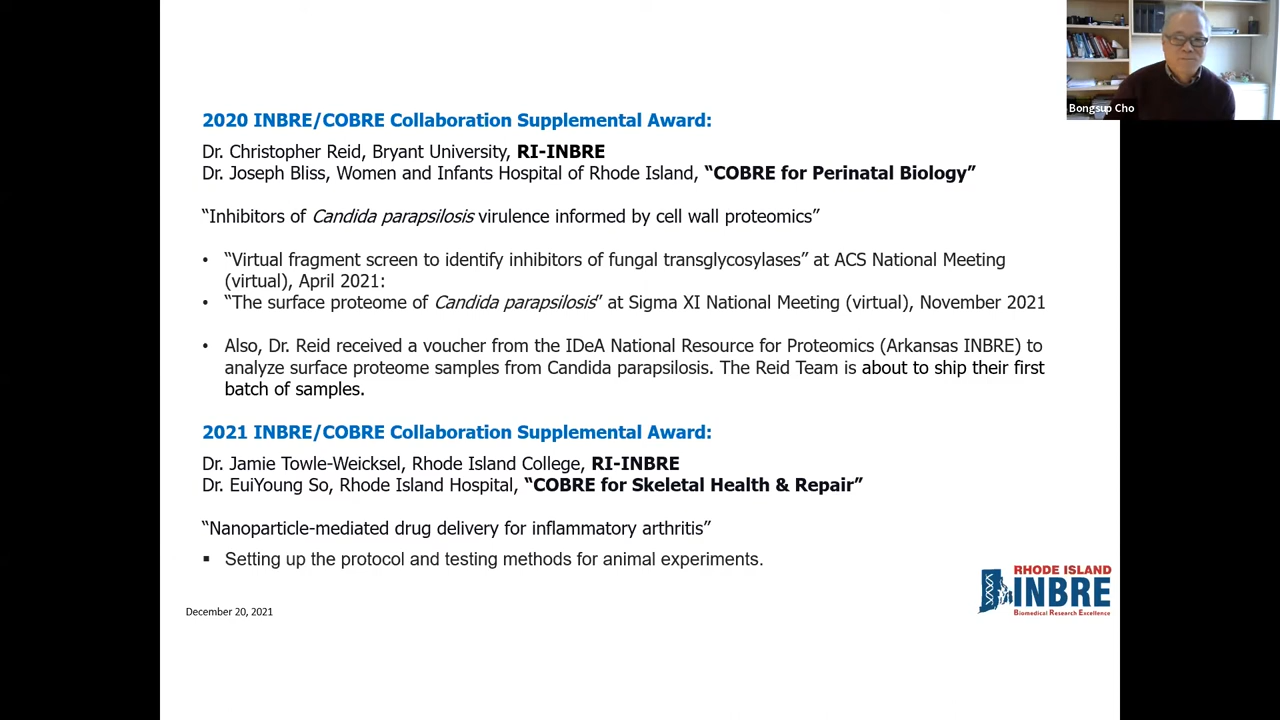 Bongsup Cho
2020 INBRE/COBRE Collaboration Supplemental Award:
Dr. Christopher Reid, Bryant University, RI-INBRE
Dr. Joseph Bliss, Women and Infants Hospital of Rhode Island, “COBRE for Perinatal Biology”
“Inhibitors of Candida parapsilosis virulence informed by cell wall proteomics”
• “Virtual fragment screen to identify inhibitors of fungal transglycosylases” at ACS National Meeting
(virtual), April 2021:
• “The surface proteome of Candida parapsilosis” at Sigma XI National Meeting (virtual), November 2021
• Also, Dr. Reid received a voucher from the IDeA National Resource for Proteomics (Arkansas INBRE) to
analyze surface proteome samples from Candida parapsilosis. The Reid Team is about to ship their first
batch of samples.
2021 INBRE/COBRE Collaboration Supplemental Award:
Dr. Jamie Towle-Weicksel, Rhode Island College, RI-INBRE
Dr. EuiYoung So, Rhode Island Hospital, “COBRE for Skeletal Health & Repair”
“Nanoparticle-mediated drug delivery for inflammatory arthritis”
▪ Setting up the protocol and testing methods for animal experiments.
RHODE ISLAND
INBRE
Biomedical Research Excellence
December 20, 2021